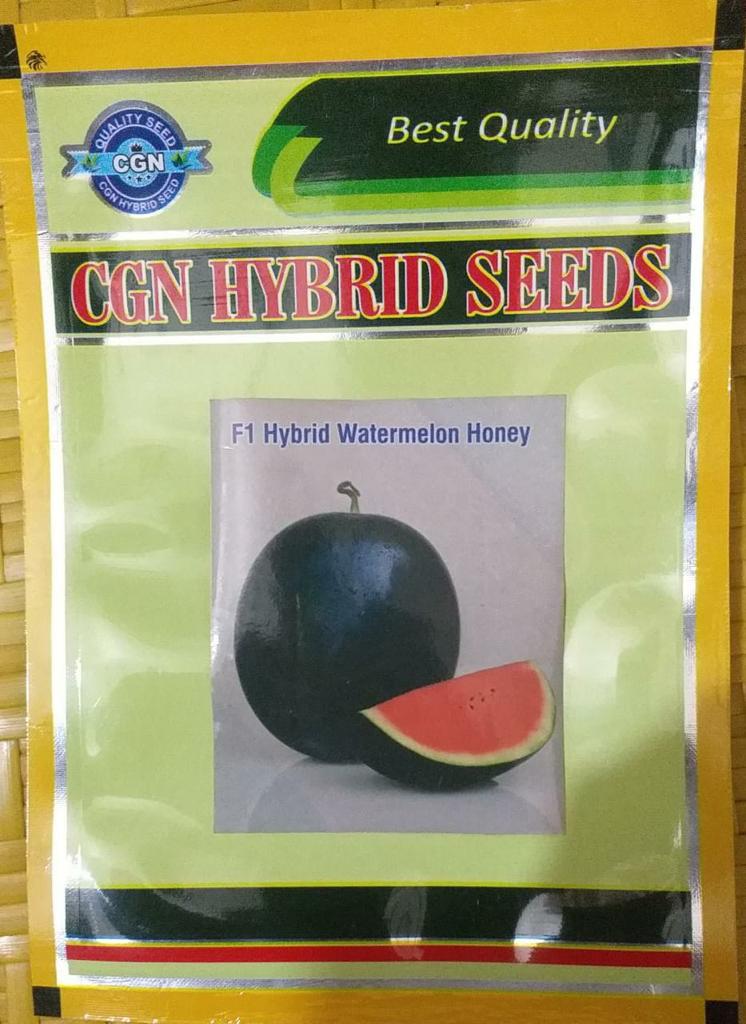 QUALITY SEED
CGN
CGN HYBRID SEED
Best Quality
CGN HYBRID SEEDS
F1 Hybrid Watermelon Honey